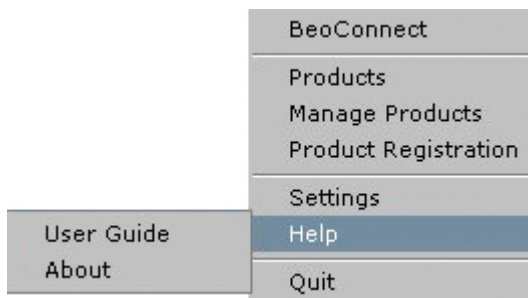 BeoConnect
Products
Manage Products
Product Registration
Settings
Help
User Guide
About
Quit